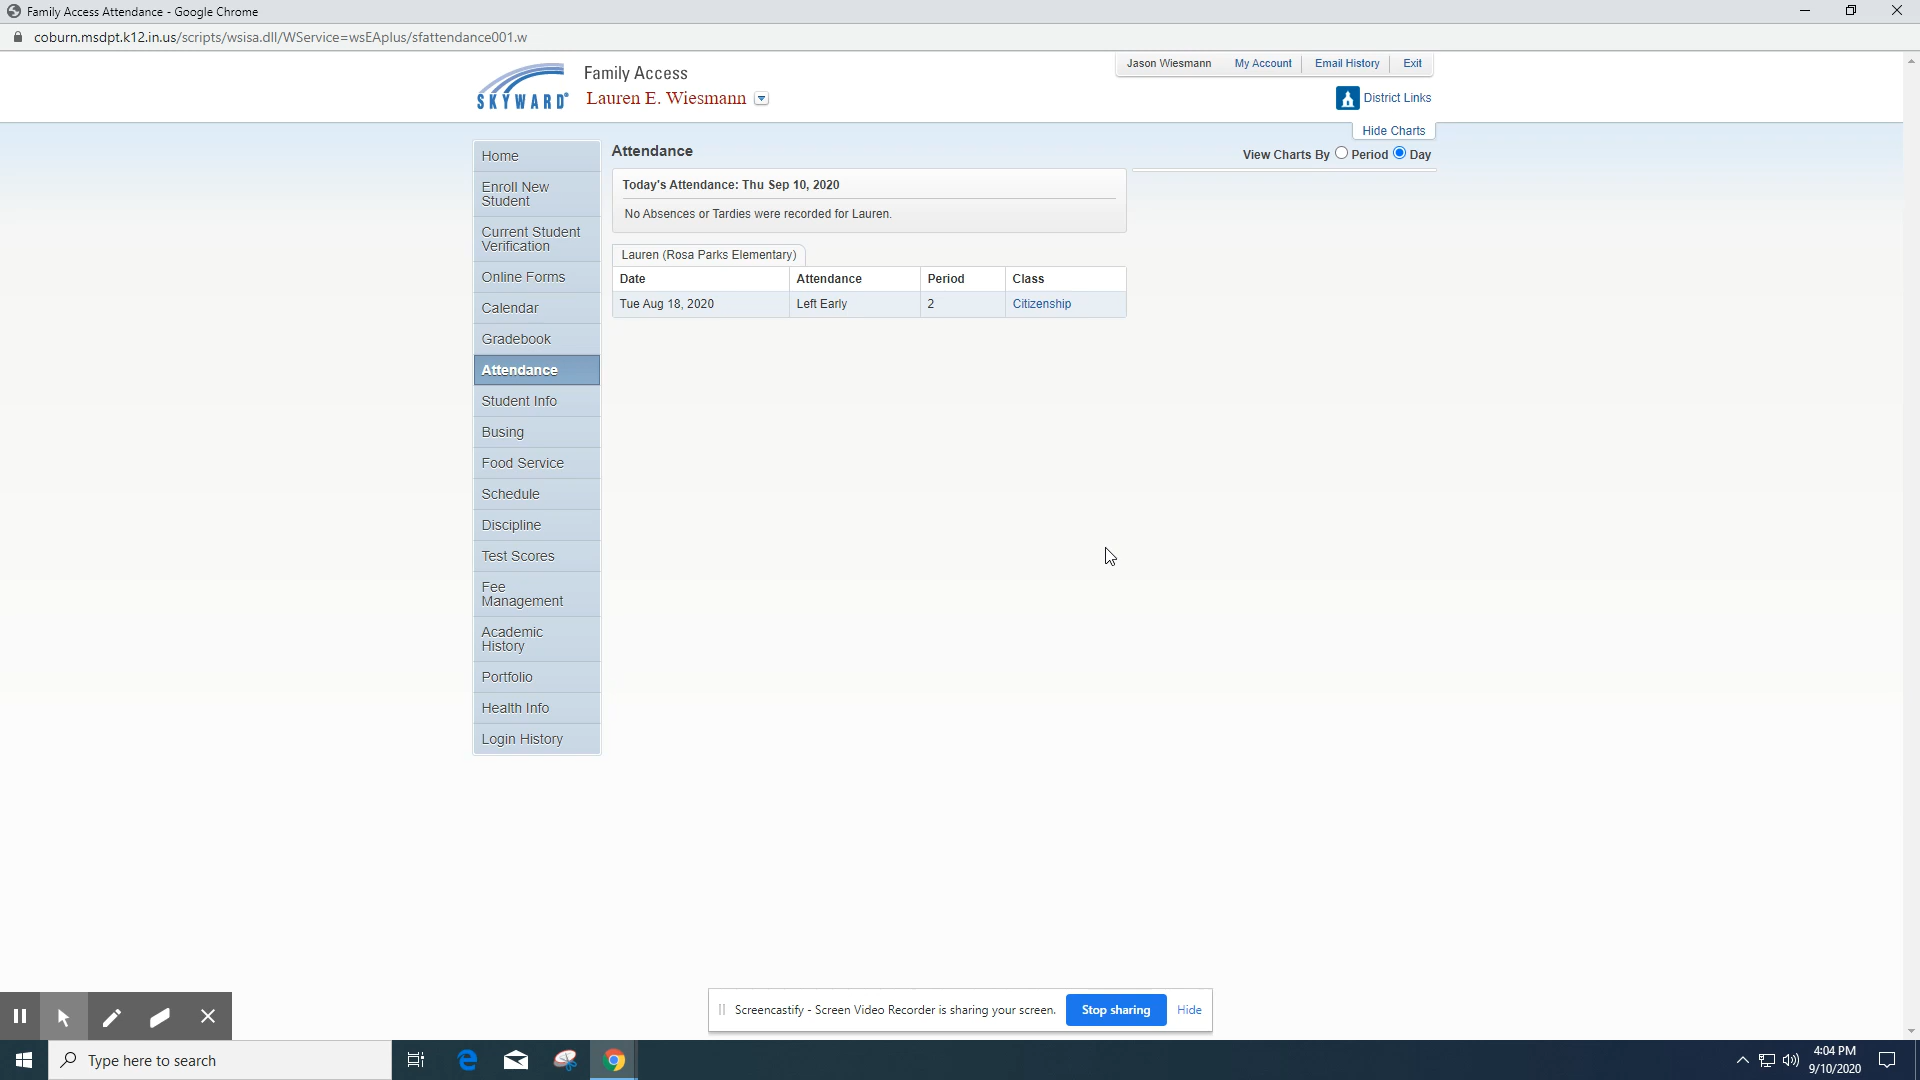 Family Access Attendance - Google Chrome
coburn.msdpt.k12.in.us/scripts/wsisa.dll/WService=wsEAplus/sfattendance001.w
SKYWARD®
Family Access
Lauren E. Wiesmann
Jason Wiesmann My Account Email History Exit
District Links
Hide Charts
View Charts By Period Day
Home
Enroll New
Student
Current Student
Verification
Online Forms
Calendar
Gradebook
Attendance
Student Info
Busing
Food Service
Schedule
Discipline
Test Scores
Fee
Management
Academic
History
Portfolio
Health Info
Login History
Attendance
Today's Attendance: Thu Sep 10, 2020
No Absences or Tardies were recorded for Lauren.
Lauren (Rosa Parks Elementary)
Date Attendance Period Class
Tue Aug 18, 2020 Left Early 2 Citizenship
Screencastify - Screen Video Recorder is sharing your screen. Stop sharing Hide
Type here to search
4:04 PM
9/10/2020